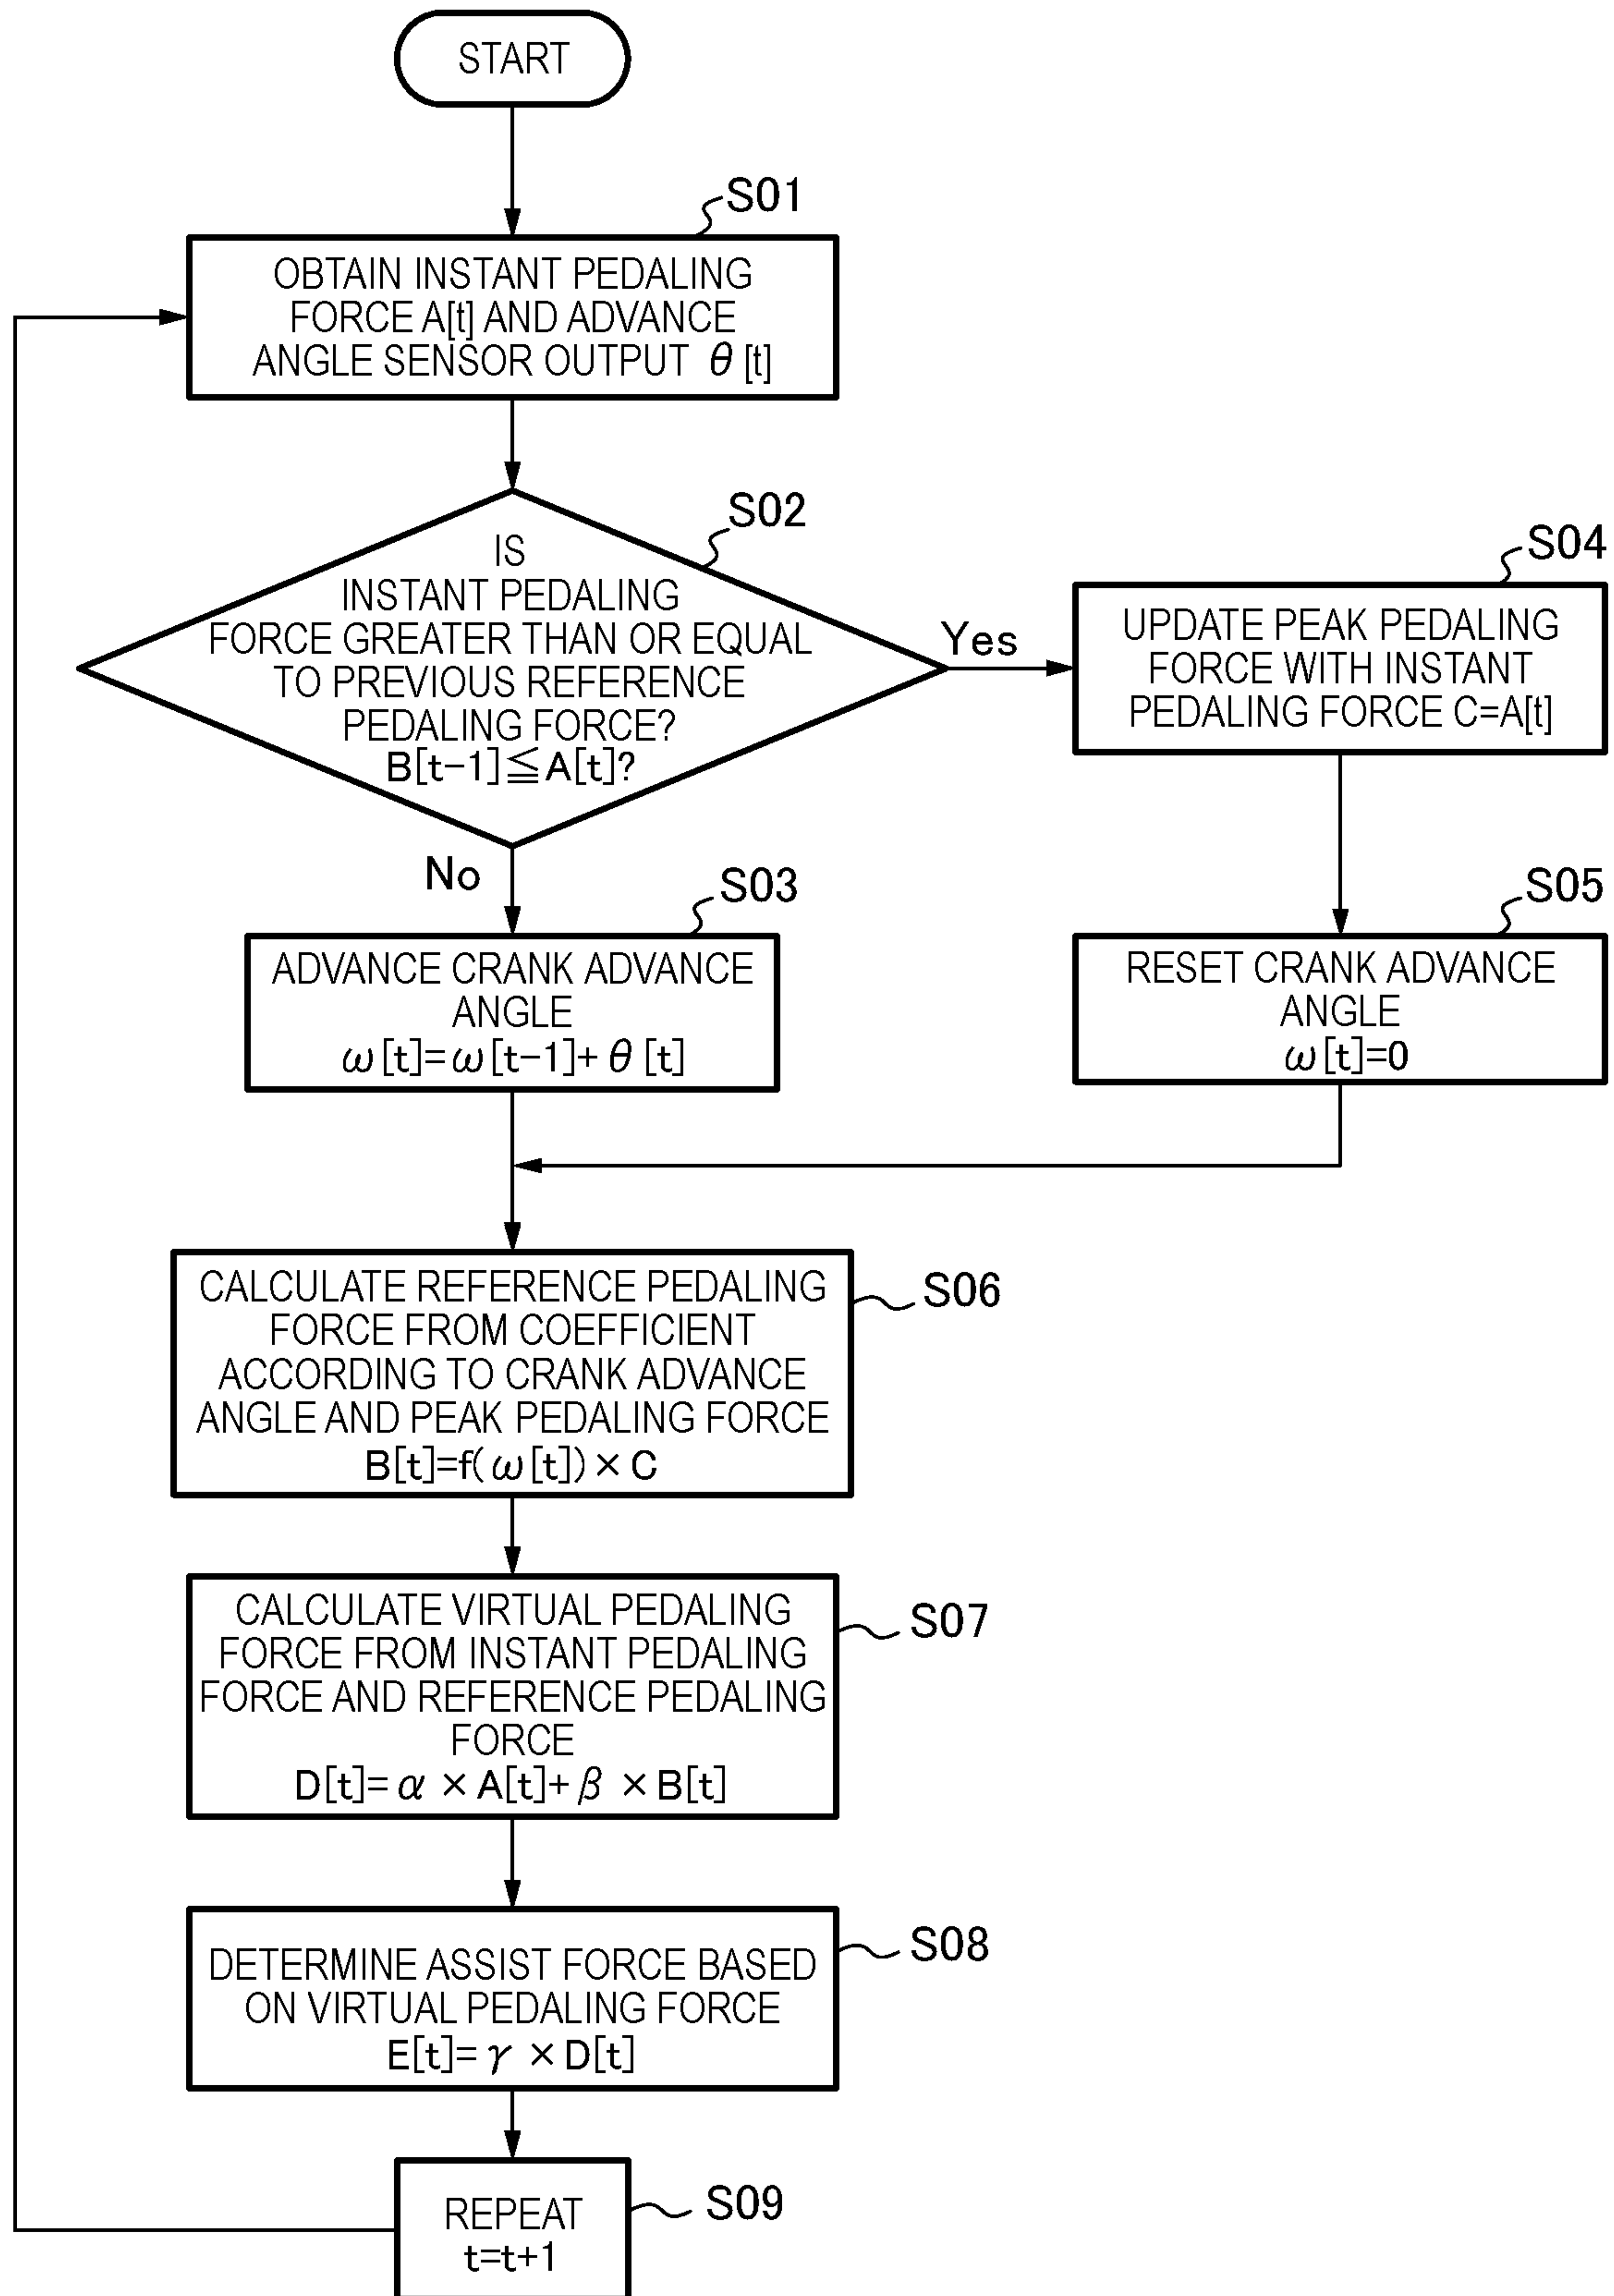 START
S01
OBTAIN INSTANT PEDALING
FORCE A[t] AND ADVANCE
ANGLE SENSOR OUTPUT θ[t]
S02
IS
INSTANT PEDALING
FORCE GREATER THAN OR EQUAL
TO PREVIOUS REFERENCE
PEDALING FORCE?
B[t-1]≦A[t]?
Yes
No
S04
UPDATE PEAK PEDALING
FORCE WITH INSTANT
PEDALING FORCE C=A[t]
S03
ADVANCE CRANK ADVANCE
ANGLE
ω[t]=ω[t-1]+θ[t]
S05
RESET CRANK ADVANCE
ANGLE
ω[t]=0
S06
CALCULATE REFERENCE PEDALING
FORCE FROM COEFFICIENT
ACCORDING TO CRANK ADVANCE
ANGLE AND PEAK PEDALING FORCE
B[t]=f(ω[t])×C
S07
CALCULATE VIRTUAL PEDALING
FORCE FROM INSTANT PEDALING
FORCE AND REFERENCE PEDALING
FORCE
D[t]=α×A[t]+β×B[t]
S08
DETERMINE ASSIST FORCE BASED
ON VIRTUAL PEDALING FORCE
E[t]=γ×D[t]
S09
REPEAT
t=t+1